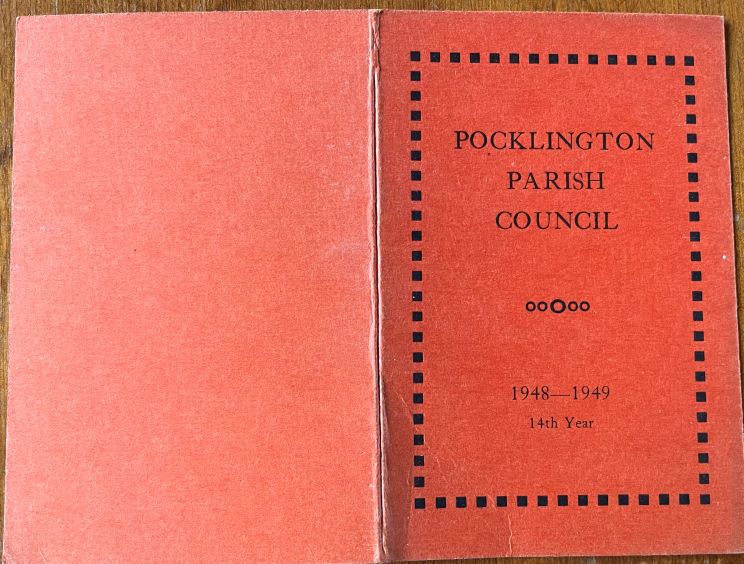 POCKLINGTON
PARISH
COUNCIL
1948—1949
14th Year